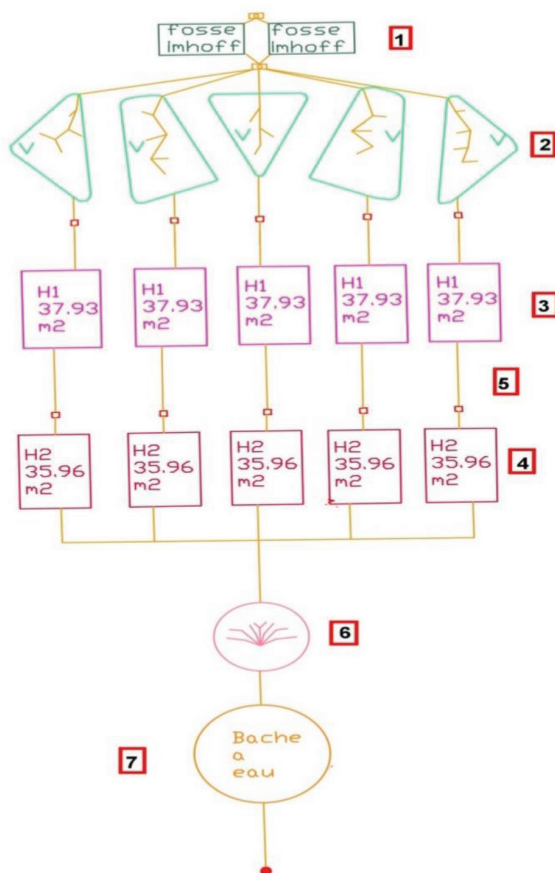 fosse
Imhoff
fosse
Imhoff
1
V
V
V
V
V
2
H1
37.93
m2
H1
37.93
m2
H1
37.93
m2
H1
37.93
m2
H1
37.93
m2
3
5
H2
35.96
m2
H2
35.96
m2
H2
35.96
m2
H2
35.96
m2
H2
35.96
m2
4
6
7
Bache
a
eau